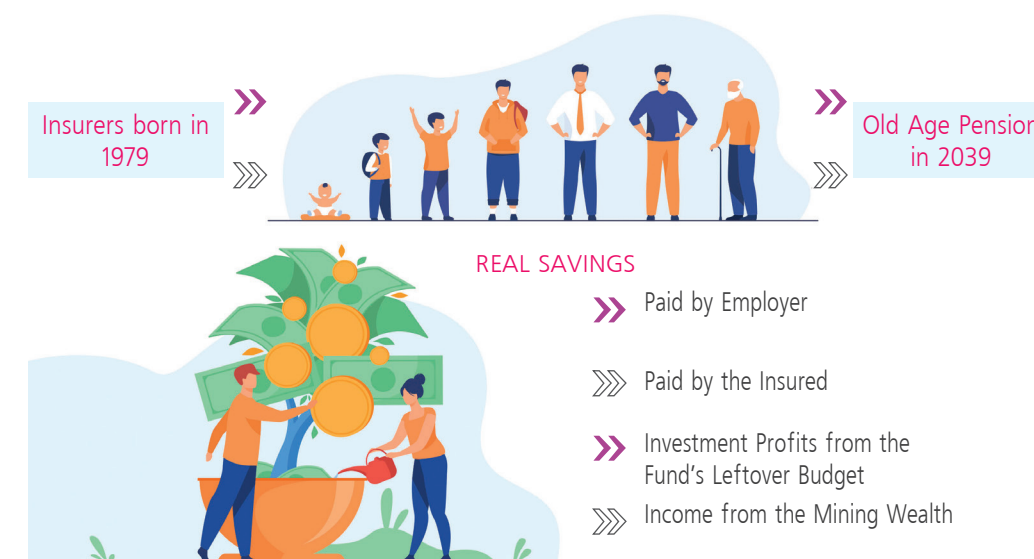 Insurers born in
1979
Old Age Pension
in 2039
REAL SAVINGS
Paid by Employer
Paid by the Insured
Investment Profits from the
Fund's Leftover Budget
Income from the Mining Wealth